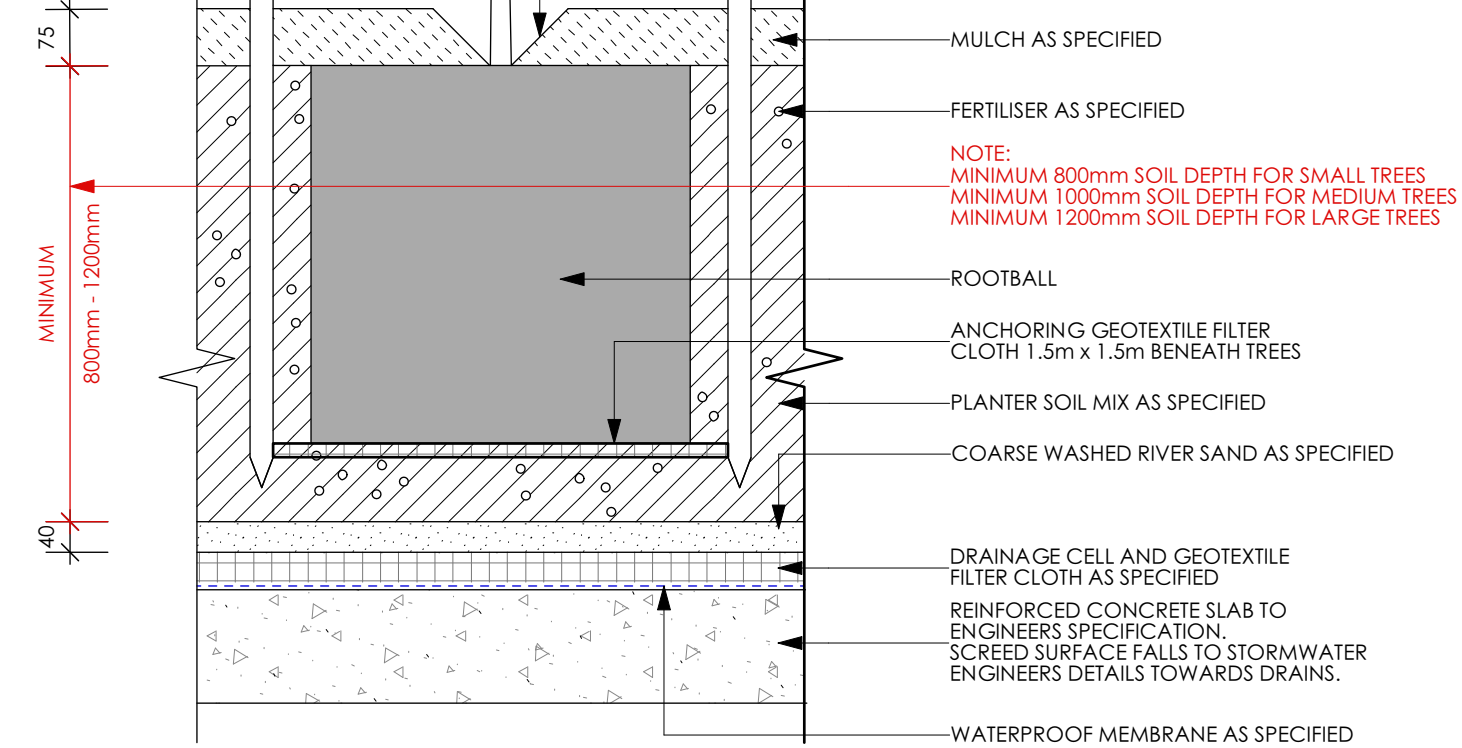 75
MULCH AS SPECIFIED
FERTILISER AS SPECIFIED
NOTE:
MINIMUM 800mm SOIL DEPTH FOR SMALL TREES
MINIMUM 1000mm SOIL DEPTH FOR MEDIUM TREES
MINIMUM 1200mm SOIL DEPTH FOR LARGE TREES
MINIMUM
800mm - 1200mm
ROOTBALL
ANCHORING GEOTEXTILE FILTER
CLOTH 1.5m x 1.5m BENEATH TREES
PLANTER SOIL MIX AS SPECIFIED
COARSE WASHED RIVER SAND AS SPECIFIED
40
DRAINAGE CELL AND GEOTEXTILE
FILTER CLOTH AS SPECIFIED
REINFORCED CONCRETE SLAB TO
ENGINEERS SPECIFICATION.
SCREED SURFACE FALLS TO STORMWATER
ENGINEERS DETAILS TOWARDS DRAINS.
WATERPROOF MEMBRANE AS SPECIFIED